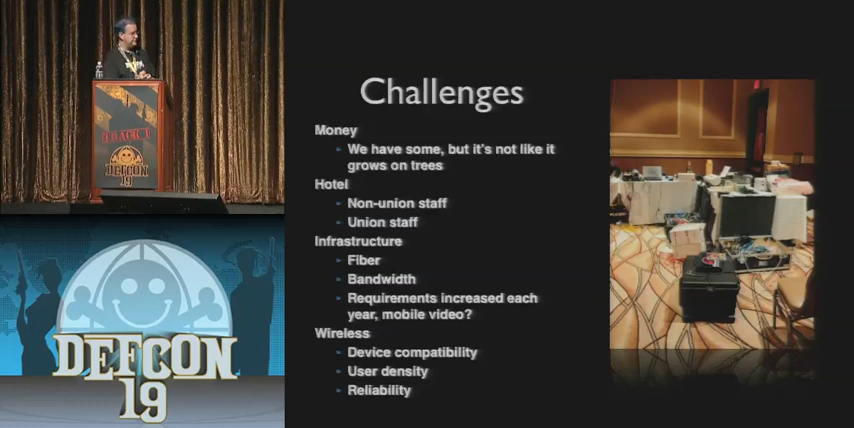 TRACK 1
DEFCON
19
DEFCON
19
Challenges
Money
We have some, but it's not like it
grows on trees
Hotel
Non-union staff
Union staff
Infrastructure
Fiber
Bandwidth
Requirements increased each
year, mobile video?
Wireless
Device compatibility
User density
Reliability